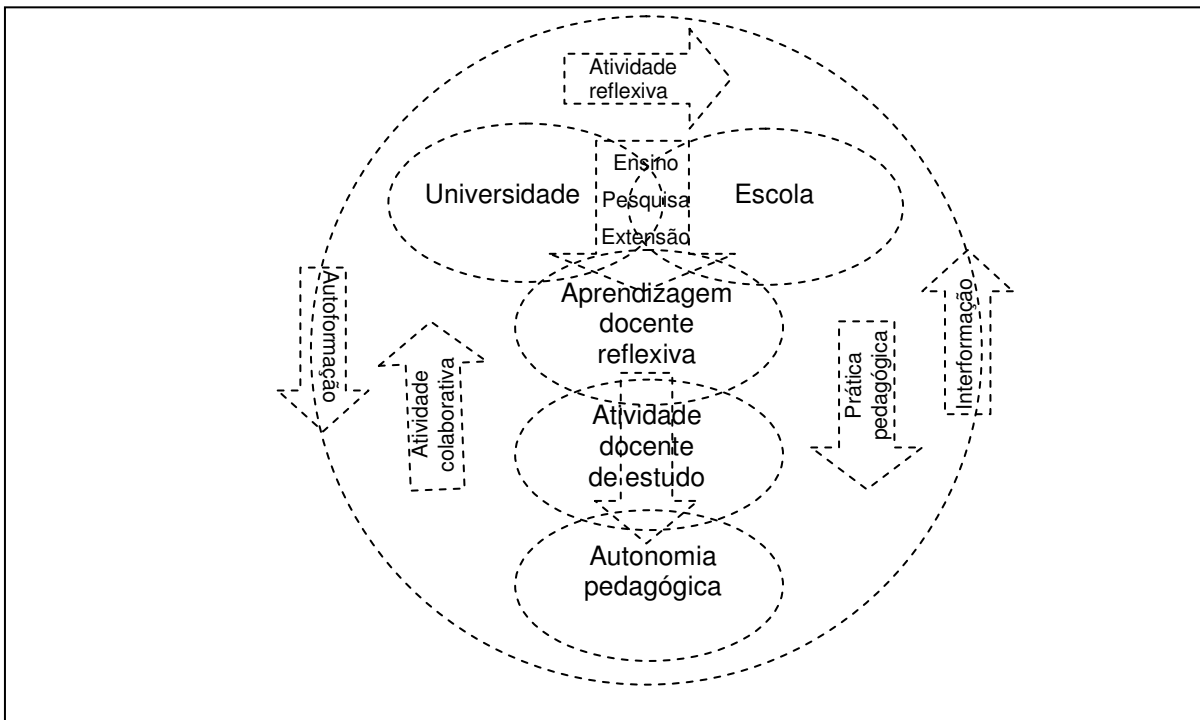 Atividade
reflexiva
Universidade
Ensino
Pesquisa
Extensão
Escola
Aprendizagem
docente
reflexiva
Autoformação
Atividade
colaborativa
Prática
pedagógica
Interformação
Atividade
docente
de estudo
Autonomia
pedagógica